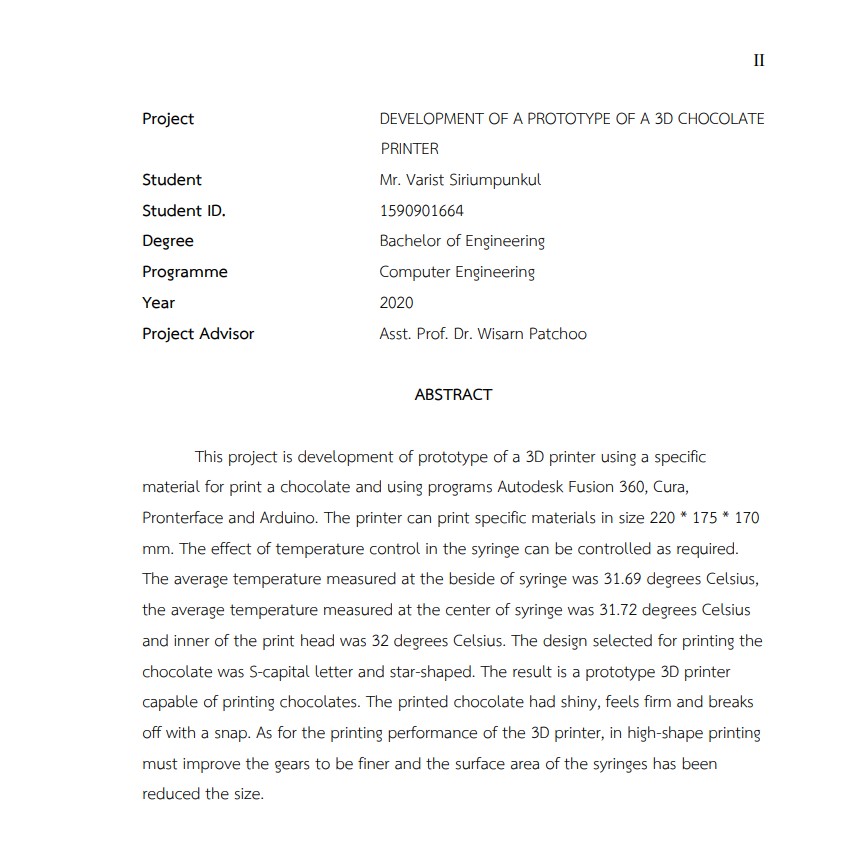 II
Project DEVELOPMENT OF A PROTOTYPE OF A 3D CHOCOLATE
PRINTER
Student Mr. Varist Siriumpunkul
Student ID. 1590901664
Degree Bachelor of Engineering
Programme Computer Engineering
Year 2020
Project Advisor Asst. Prof. Dr. Wisarn Patchoo
ABSTRACT
This project is development of prototype of a 3D printer using a specific
material for print a chocolate and using programs Autodesk Fusion 360, Cura,
Pronterface and Arduino. The printer can print specific materials in size 220 * 175 * 170
mm. The effect of temperature control in the syringe can be controlled as required.
The average temperature measured at the beside of syringe was 31.69 degrees Celsius,
the average temperature measured at the center of syringe was 31.72 degrees Celsius
and inner of the print head was 32 degrees Celsius. The design selected for printing the
chocolate was S-capital letter and star-shaped. The result is a prototype 3D printer
capable of printing chocolates. The printed chocolate had shiny, feels firm and breaks
off with a snap. As for the printing performance of the 3D printer, in high-shape printing
must improve the gears to be finer and the surface area of the syringes has been
reduced the size.